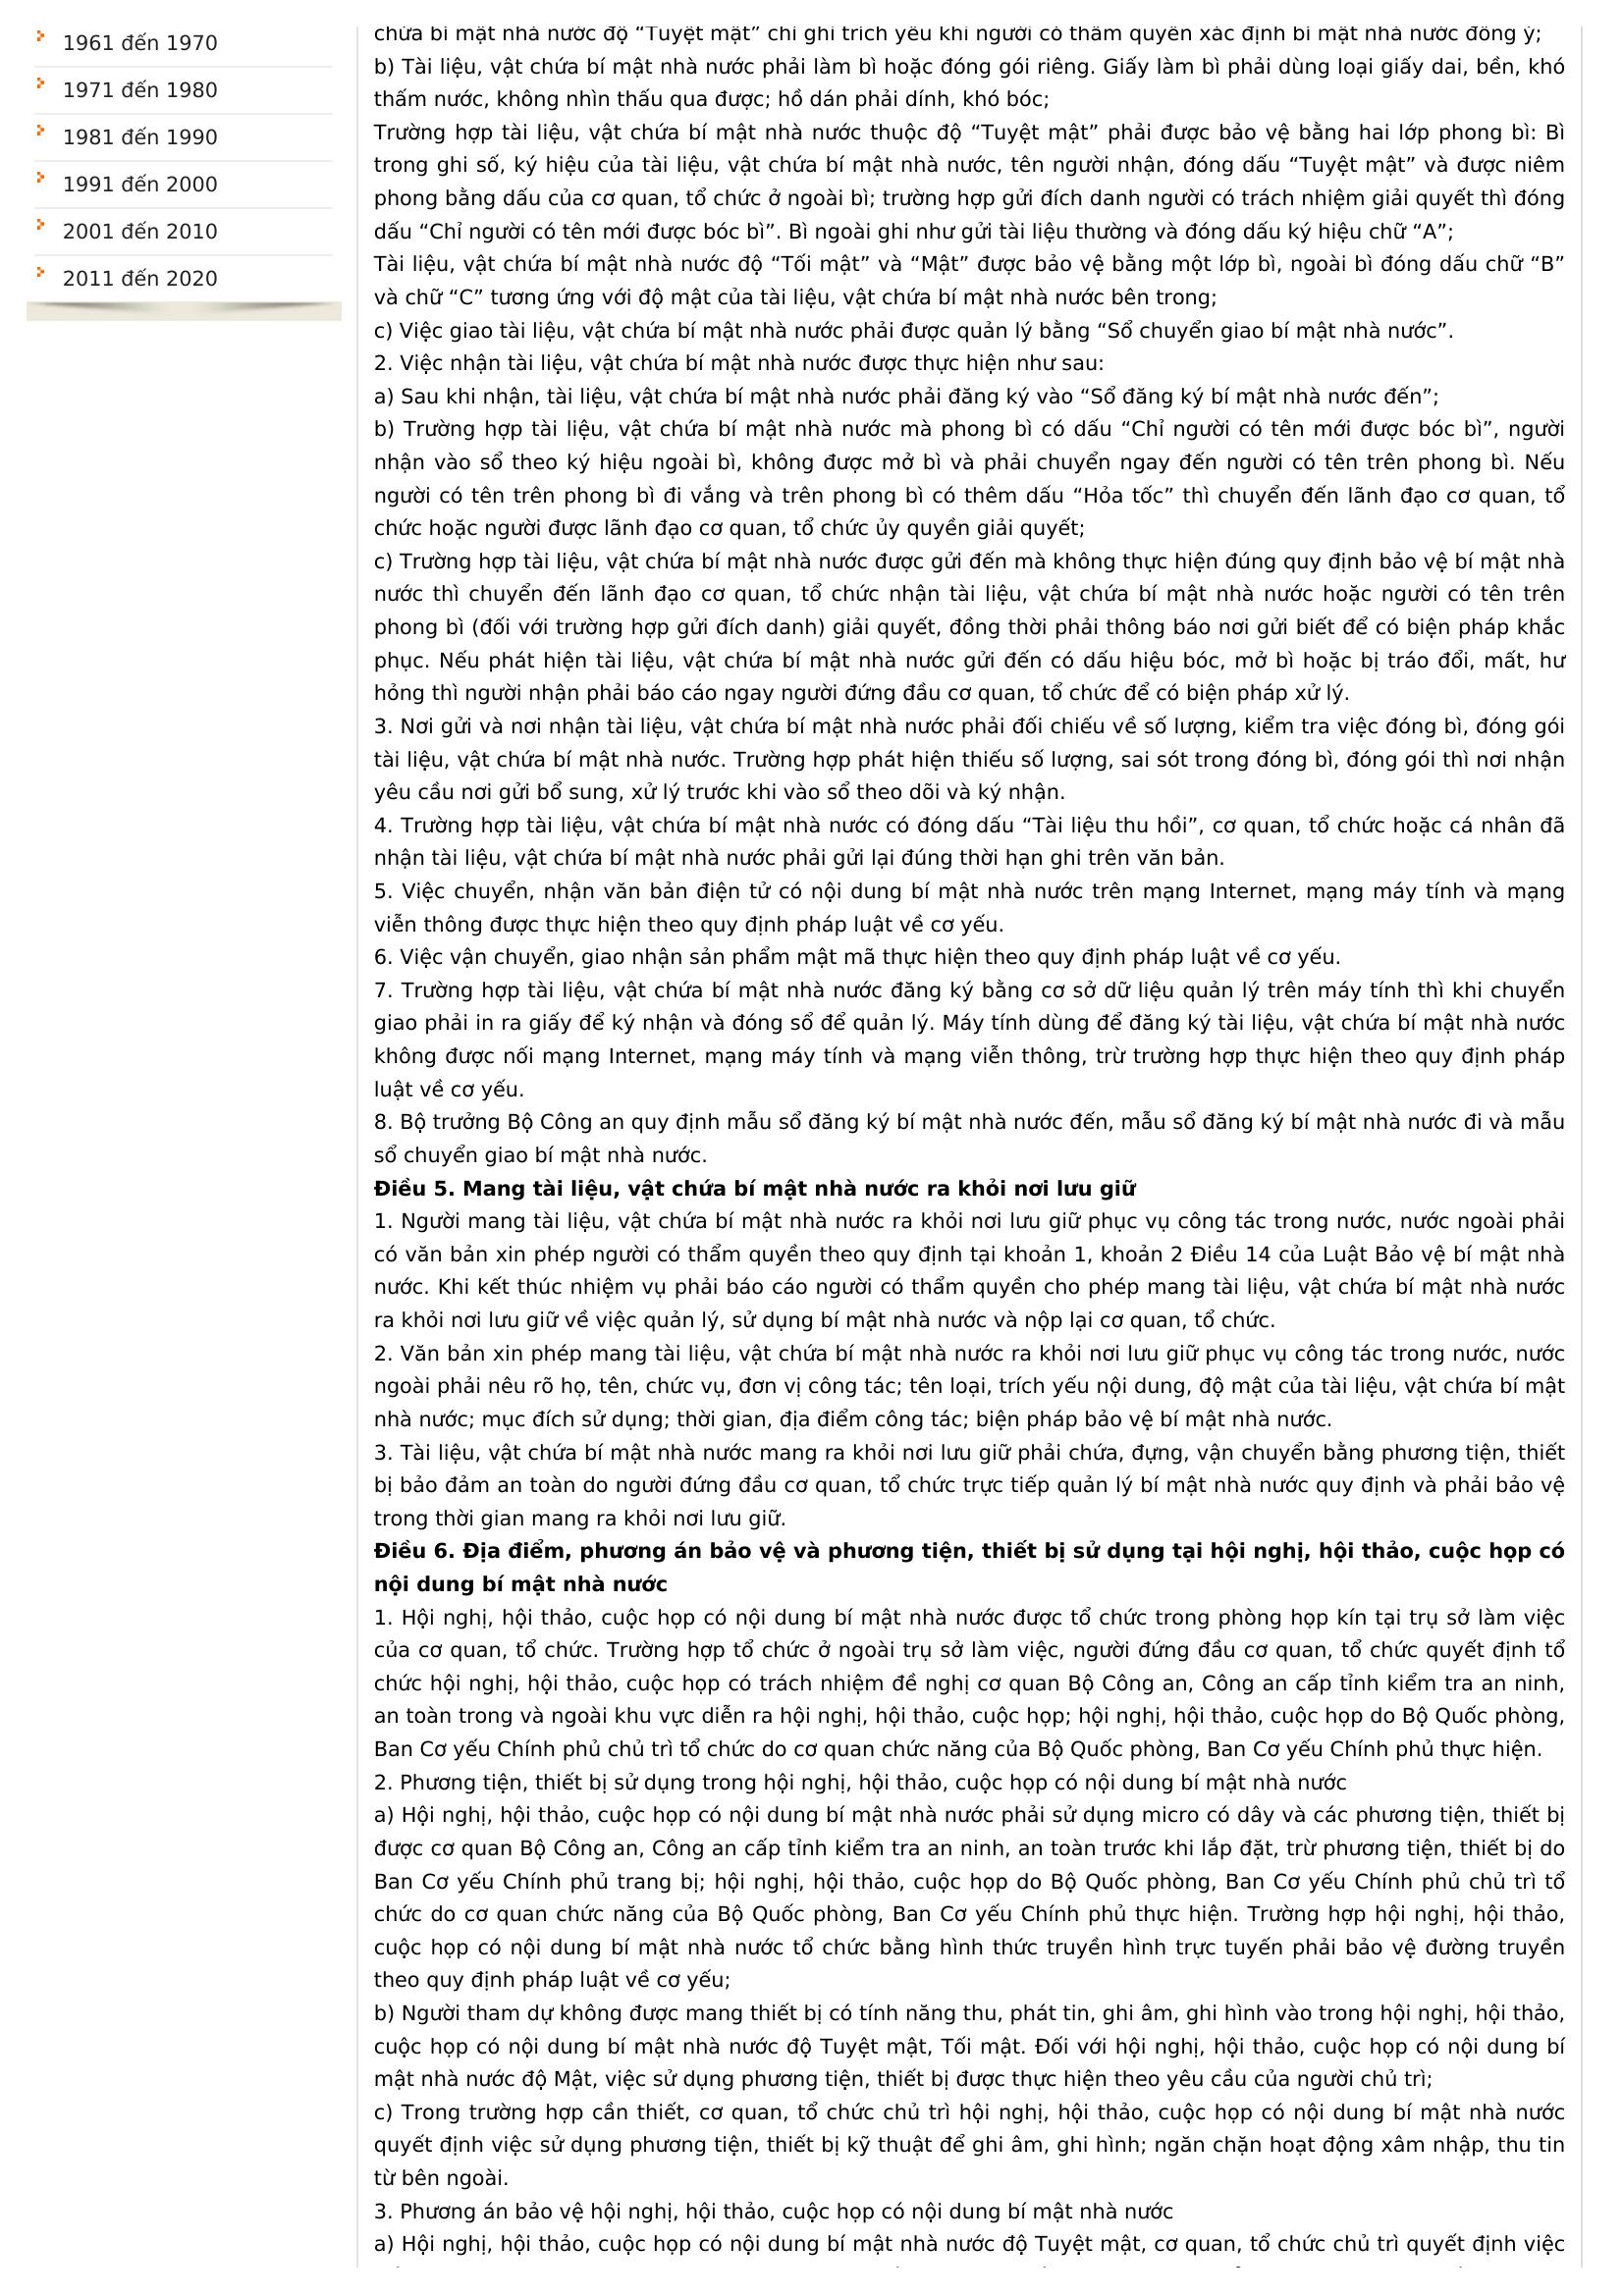 1961 đến 1970
1971 đến 1980
1981 đến 1990
1991 đến 2000
2001 đến 2010
2011 đến 2020
chứa bí mật nhà nước độ “Tuyệt mật” chỉ ghi trích yếu khi người có thẩm quyền xác định bí mật nhà nước đồng ý;
b) Tài liệu, vật chứa bí mật nhà nước phải làm bì hoặc đóng gói riêng. Giấy làm bì phải dùng loại giấy dai, bền, khó
thấm nước, không nhìn thấu qua được; hồ dán phải dính, khó bóc;
Trường hợp tài liệu, vật chứa bí mật nhà nước thuộc độ “Tuyệt mật” phải được bảo vệ bằng hai lớp phong bì: Bì
trong ghi số, ký hiệu của tài liệu, vật chứa bí mật nhà nước, tên người nhận, đóng dấu “Tuyệt mật” và được niêm
phong bằng dấu của cơ quan, tổ chức ở ngoài bì; trường hợp gửi đích danh người có trách nhiệm giải quyết thì đóng
dấu “Chỉ người có tên mới được bóc bì”. Bì ngoài ghi như gửi tài liệu thường và đóng dấu ký hiệu chữ “A”;
Tài liệu, vật chứa bí mật nhà nước độ “Tối mật” và “Mật” được bảo vệ bằng một lớp bì, ngoài bì đóng dấu chữ “B”
và chữ “C” tương ứng với độ mật của tài liệu, vật chứa bí mật nhà nước bên trong;
c) Việc giao tài liệu, vật chứa bí mật nhà nước phải được quản lý bằng “Sổ chuyển giao bí mật nhà nước”.
2. Việc nhận tài liệu, vật chứa bí mật nhà nước được thực hiện như sau:
a) Sau khi nhận, tài liệu, vật chứa bí mật nhà nước phải đăng ký vào “Sổ đăng ký bí mật nhà nước đến”;
b) Trường hợp tài liệu, vật chứa bí mật nhà nước mà phong bì có dấu “Chỉ người có tên mới được bóc bì”, người
nhận vào sổ theo ký hiệu ngoài bì, không được mở bì và phải chuyển ngay đến người có tên trên phong bì. Nếu
người có tên trên phong bì đi vắng và trên phong bì có thêm dấu “Hỏa tốc” thì chuyển đến lãnh đạo cơ quan, tổ
chức hoặc người được lãnh đạo cơ quan, tổ chức ủy quyền giải quyết;
c) Trường hợp tài liệu, vật chứa bí mật nhà nước được gửi đến mà không thực hiện đúng quy định bảo vệ bí mật nhà
nước thì chuyển đến lãnh đạo cơ quan, tổ chức nhận tài liệu, vật chứa bí mật nhà nước hoặc người có tên trên
phong bì (đối với trường hợp gửi đích danh) giải quyết, đồng thời phải thông báo nơi gửi biết để có biện pháp khắc
phục. Nếu phát hiện tài liệu, vật chứa bí mật nhà nước gửi đến có dấu hiệu bóc, mở bì hoặc bị tráo đổi, mất, hư
hỏng thì người nhận phải báo cáo ngay người đứng đầu cơ quan, tổ chức để có biện pháp xử lý.
3. Nơi gửi và nơi nhận tài liệu, vật chứa bí mật nhà nước phải đối chiếu về số lượng, kiểm tra việc đóng bì, đóng gói
tài liệu, vật chứa bí mật nhà nước. Trường hợp phát hiện thiếu số lượng, sai sót trong đóng bì, đóng gói thì nơi nhận
yêu cầu nơi gửi bổ sung, xử lý trước khi vào sổ theo dõi và ký nhận.
4. Trường hợp tài liệu, vật chứa bí mật nhà nước có đóng dấu “Tài liệu thu hồi”, cơ quan, tổ chức hoặc cá nhân đã
nhận tài liệu, vật chứa bí mật nhà nước phải gửi lại đúng thời hạn ghi trên văn bản.
5. Việc chuyển, nhận văn bản điện tử có nội dung bí mật nhà nước trên mạng Internet, mạng máy tính và mạng
viễn thông được thực hiện theo quy định pháp luật về cơ yếu.
6. Việc vận chuyển, giao nhận sản phẩm mật mã thực hiện theo quy định pháp luật về cơ yếu.
7. Trường hợp tài liệu, vật chứa bí mật nhà nước đăng ký bằng cơ sở dữ liệu quản lý trên máy tính thì khi chuyển
giao phải in ra giấy để ký nhận và đóng sổ để quản lý. Máy tính dùng để đăng ký tài liệu, vật chứa bí mật nhà nước
không được nối mạng Internet, mạng máy tính và mạng viễn thông, trừ trường hợp thực hiện theo quy định pháp
luật về cơ yếu.
8. Bộ trưởng Bộ Công an quy định mẫu sổ đăng ký bí mật nhà nước đến, mẫu sổ đăng ký bí mật nhà nước đi và mẫu
sổ chuyển giao bí mật nhà nước.
Điều 5. Mang tài liệu, vật chứa bí mật nhà nước ra khỏi nơi lưu giữ
1. Người mang tài liệu, vật chứa bí mật nhà nước ra khỏi nơi lưu giữ phục vụ công tác trong nước, nước ngoài phải
có văn bản xin phép người có thẩm quyền theo quy định tại khoản 1, khoản 2 Điều 14 của Luật Bảo vệ bí mật nhà
nước. Khi kết thúc nhiệm vụ phải báo cáo người có thẩm quyền cho phép mang tài liệu, vật chứa bí mật nhà nước
ra khỏi nơi lưu giữ về việc quản lý, sử dụng bí mật nhà nước và nộp lại cơ quan, tổ chức.
2. Văn bản xin phép mang tài liệu, vật chứa bí mật nhà nước ra khỏi nơi lưu giữ phục vụ công tác trong nước, nước
ngoài phải nêu rõ họ, tên, chức vụ, đơn vị công tác; tên loại, trích yếu nội dung, độ mật của tài liệu, vật chứa bí mật
nhà nước; mục đích sử dụng; thời gian, địa điểm công tác; biện pháp bảo vệ bí mật nhà nước.
3. Tài liệu, vật chứa bí mật nhà nước mang ra khỏi nơi lưu giữ phải chứa, đựng, vận chuyển bằng phương tiện, thiết
bị bảo đảm an toàn do người đứng đầu cơ quan, tổ chức trực tiếp quản lý bí mật nhà nước quy định và phải bảo vệ
trong thời gian mang ra khỏi nơi lưu giữ.
Điều 6. Địa điểm, phương án bảo vệ và phương tiện, thiết bị sử dụng tại hội nghị, hội thảo, cuộc họp có
nội dung bí mật nhà nước
1. Hội nghị, hội thảo, cuộc họp có nội dung bí mật nhà nước được tổ chức trong phòng họp kín tại trụ sở làm việc
của cơ quan, tổ chức. Trường hợp tổ chức ở ngoài trụ sở làm việc, người đứng đầu cơ quan, tổ chức quyết định tổ
chức hội nghị, hội thảo, cuộc họp có trách nhiệm đề nghị cơ quan Bộ Công an, Công an cấp tỉnh kiểm tra an ninh,
an toàn trong và ngoài khu vực diễn ra hội nghị, hội thảo, cuộc họp; hội nghị, hội thảo, cuộc họp do Bộ Quốc phòng,
Ban Cơ yếu Chính phủ chủ trì tổ chức do cơ quan chức năng của Bộ Quốc phòng, Ban Cơ yếu Chính phủ thực hiện.
2. Phương tiện, thiết bị sử dụng trong hội nghị, hội thảo, cuộc họp có nội dung bí mật nhà nước
a) Hội nghị, hội thảo, cuộc họp có nội dung bí mật nhà nước phải sử dụng micro có dây và các phương tiện, thiết bị
được cơ quan Bộ Công an, Công an cấp tỉnh kiểm tra an ninh, an toàn trước khi lắp đặt, trừ phương tiện, thiết bị do
Ban Cơ yếu Chính phủ trang bị; hội nghị, hội thảo, cuộc họp do Bộ Quốc phòng, Ban Cơ yếu Chính phủ chủ trì tổ
chức do cơ quan chức năng của Bộ Quốc phòng, Ban Cơ yếu Chính phủ thực hiện. Trường hợp hội nghị, hội thảo,
cuộc họp có nội dung bí mật nhà nước tổ chức bằng hình thức truyền hình trực tuyến phải bảo vệ đường truyền
theo quy định pháp luật về cơ yếu;
b) Người tham dự không được mang thiết bị có tính năng thu, phát tin, ghi âm, ghi hình vào trong hội nghị, hội thảo,
cuộc họp có nội dung bí mật nhà nước độ Tuyệt mật, Tối mật. Đối với hội nghị, hội thảo, cuộc họp có nội dung bí
mật nhà nước độ Mật, việc sử dụng phương tiện, thiết bị được thực hiện theo yêu cầu của người chủ trì;
c) Trong trường hợp cần thiết, cơ quan, tổ chức chủ trì hội nghị, hội thảo, cuộc họp có nội dung bí mật nhà nước
quyết định việc sử dụng phương tiện, thiết bị kỹ thuật để ghi âm, ghi hình; ngăn chặn hoạt động xâm nhập, thu tin
từ bên ngoài.
3. Phương án bảo vệ hội nghị, hội thảo, cuộc họp có nội dung bí mật nhà nước
a) Hội nghị, hội thảo, cuộc họp có nội dung bí mật nhà nước độ Tuyệt mật, cơ quan, tổ chức chủ trì quyết định việc